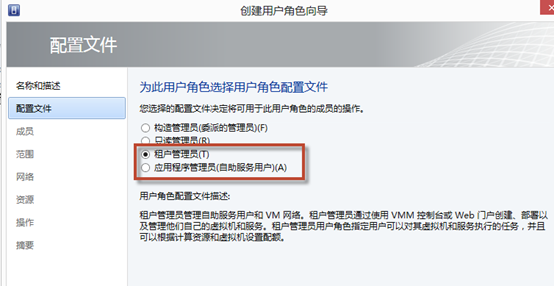 创建用户角色向导
配置文件
名称和描述
配置文件
成员
范围
网络
资源
操作
摘要
为此用户角色选择用户角色配置文件
您选择的配置文件决定将可用于此用户角色的成员的操作。
构造管理员(委派的管理员)(F)
只读管理员(R)
租户管理员(T)
应用程序管理员(自助服务用户)(A)
用户角色配置文件描述:
租户管理员管理自助服务用户和 VM 网络。租户管理员通过使用 VMM 控制台或 Web 门户创建、部署以
及管理他们自己的虚拟机和服务。租户管理员用户角色指定用户可以对其虚拟机和服务执行的任务，并且
可以根据计算资源和虚拟机设置配额。